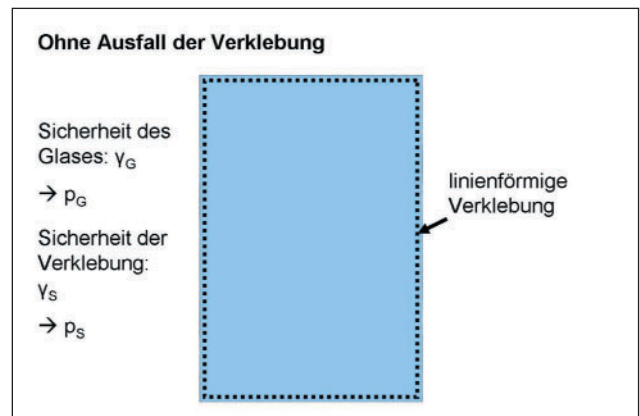 Ohne Ausfall der Verklebung
Sicherheit des
Glases: γG
→ pG
Sicherheit der
Verklebung:
γS
→ pS
linienförmige
Verklebung